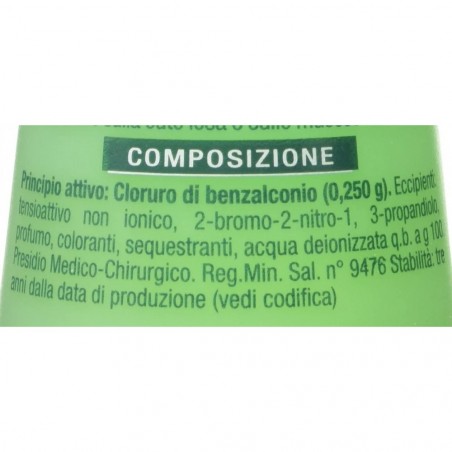 COMPOSIZIONE
Principio attivo: Cloruro di benzalconio (0,250 g). Eccipienti:
tensioattivo non ionico, 2-bromo-2-nitro-1, 3-propandiolo,
profumo, coloranti, sequestranti, acqua deionizzata q.b. a g 100
Presidio Medico-Chirurgico. Reg.Min. Sal. n° 9476 Stabilità: tre
anni dalla data di produzione (vedi codifica)